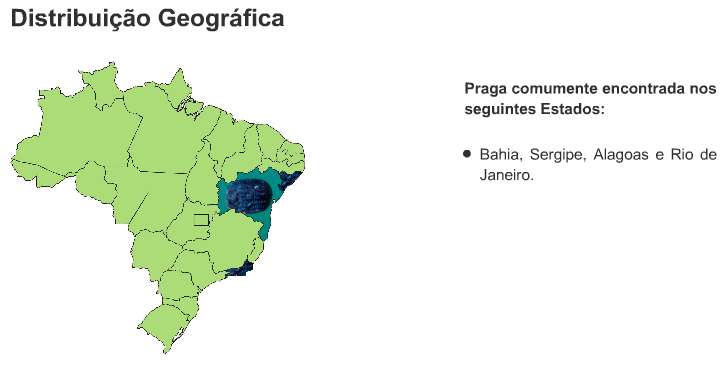 Distribuição Geográfica
Praga comumente encontrada nos
seguintes Estados:
• Bahia, Sergipe, Alagoas e Rio de
Janeiro.